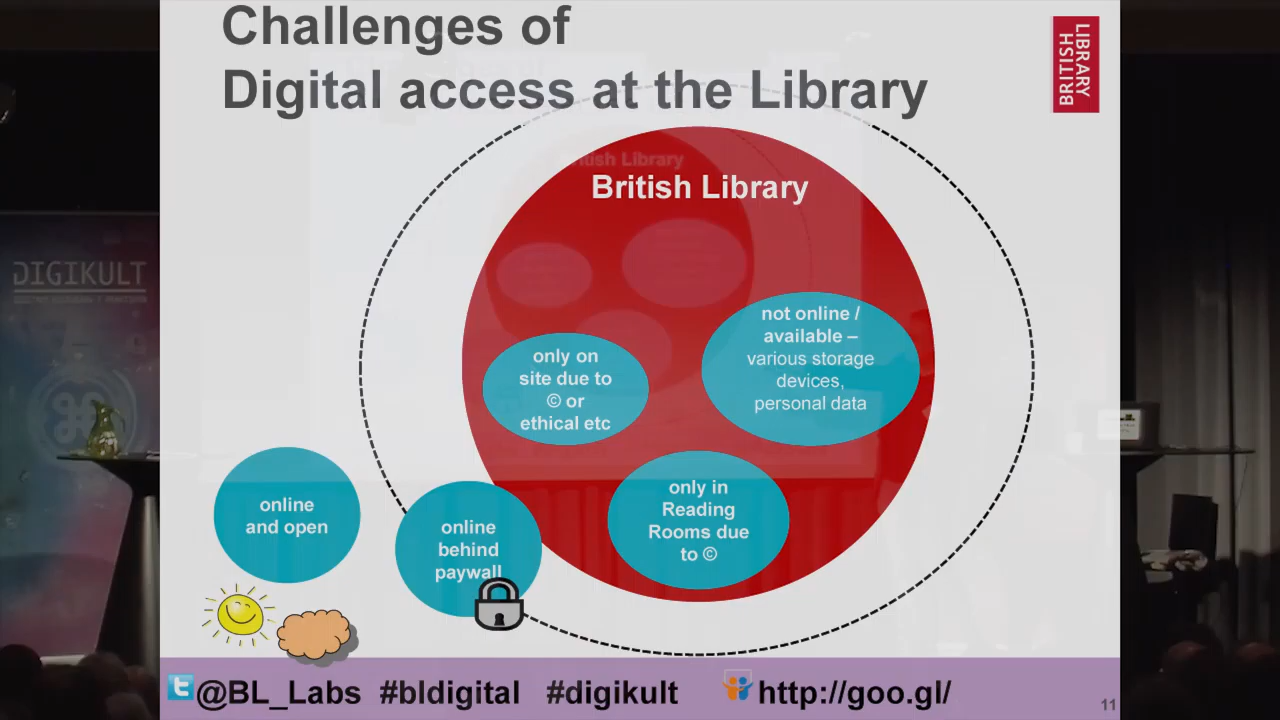 Challenges of
Digital access at the Library
BRITISH
LIBRARY
British Library
only on
site due to
© or
ethical etc
not online /
available –
various storage
devices,
personal data
only in
Reading
Rooms due
to ©
online
and open
online
behind
paywall
@BL_Labs #bldigital #digikult http://goo.gl/
11
DIGIKULT